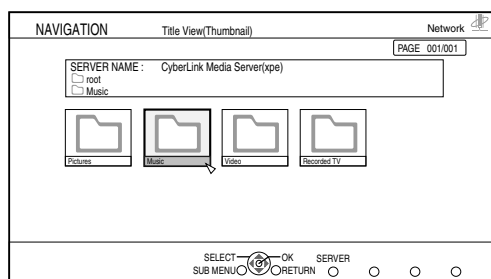 NAVIGATION Title View(Thumbnail) Network
PAGE 001/001
SERVER NAME : CyberLink Media Server(xpe)
root
Music
Pictures Music Video Recorded TV
SELECT OK SERVER
SUB MENU RETURN